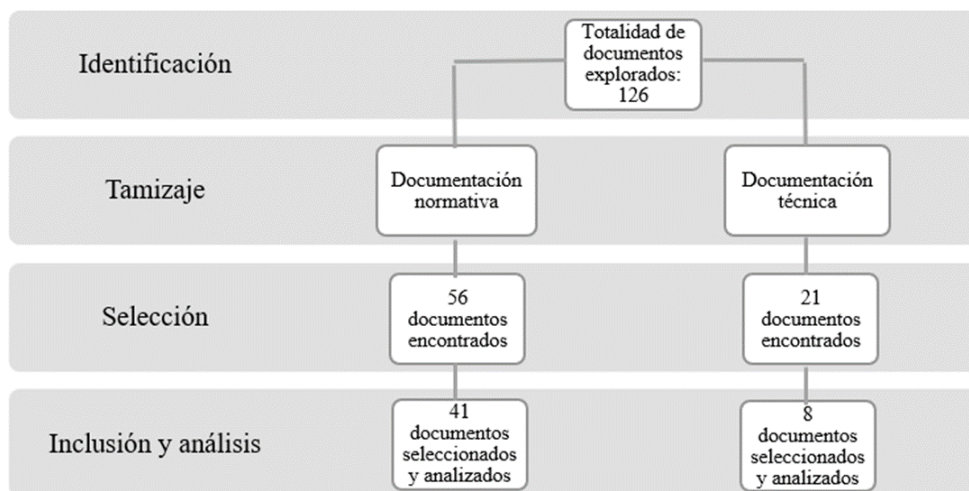 Identificación
Totalidad de
documentos
explorados:
126
Tamizaje
Documentación
normativa
Documentación
técnica
Selección
56
documentos
encontrados
21
documentos
encontrados
Inclusión y análisis
41
documentos
seleccionados
y analizados
8
documentos
seleccionados
y analizados